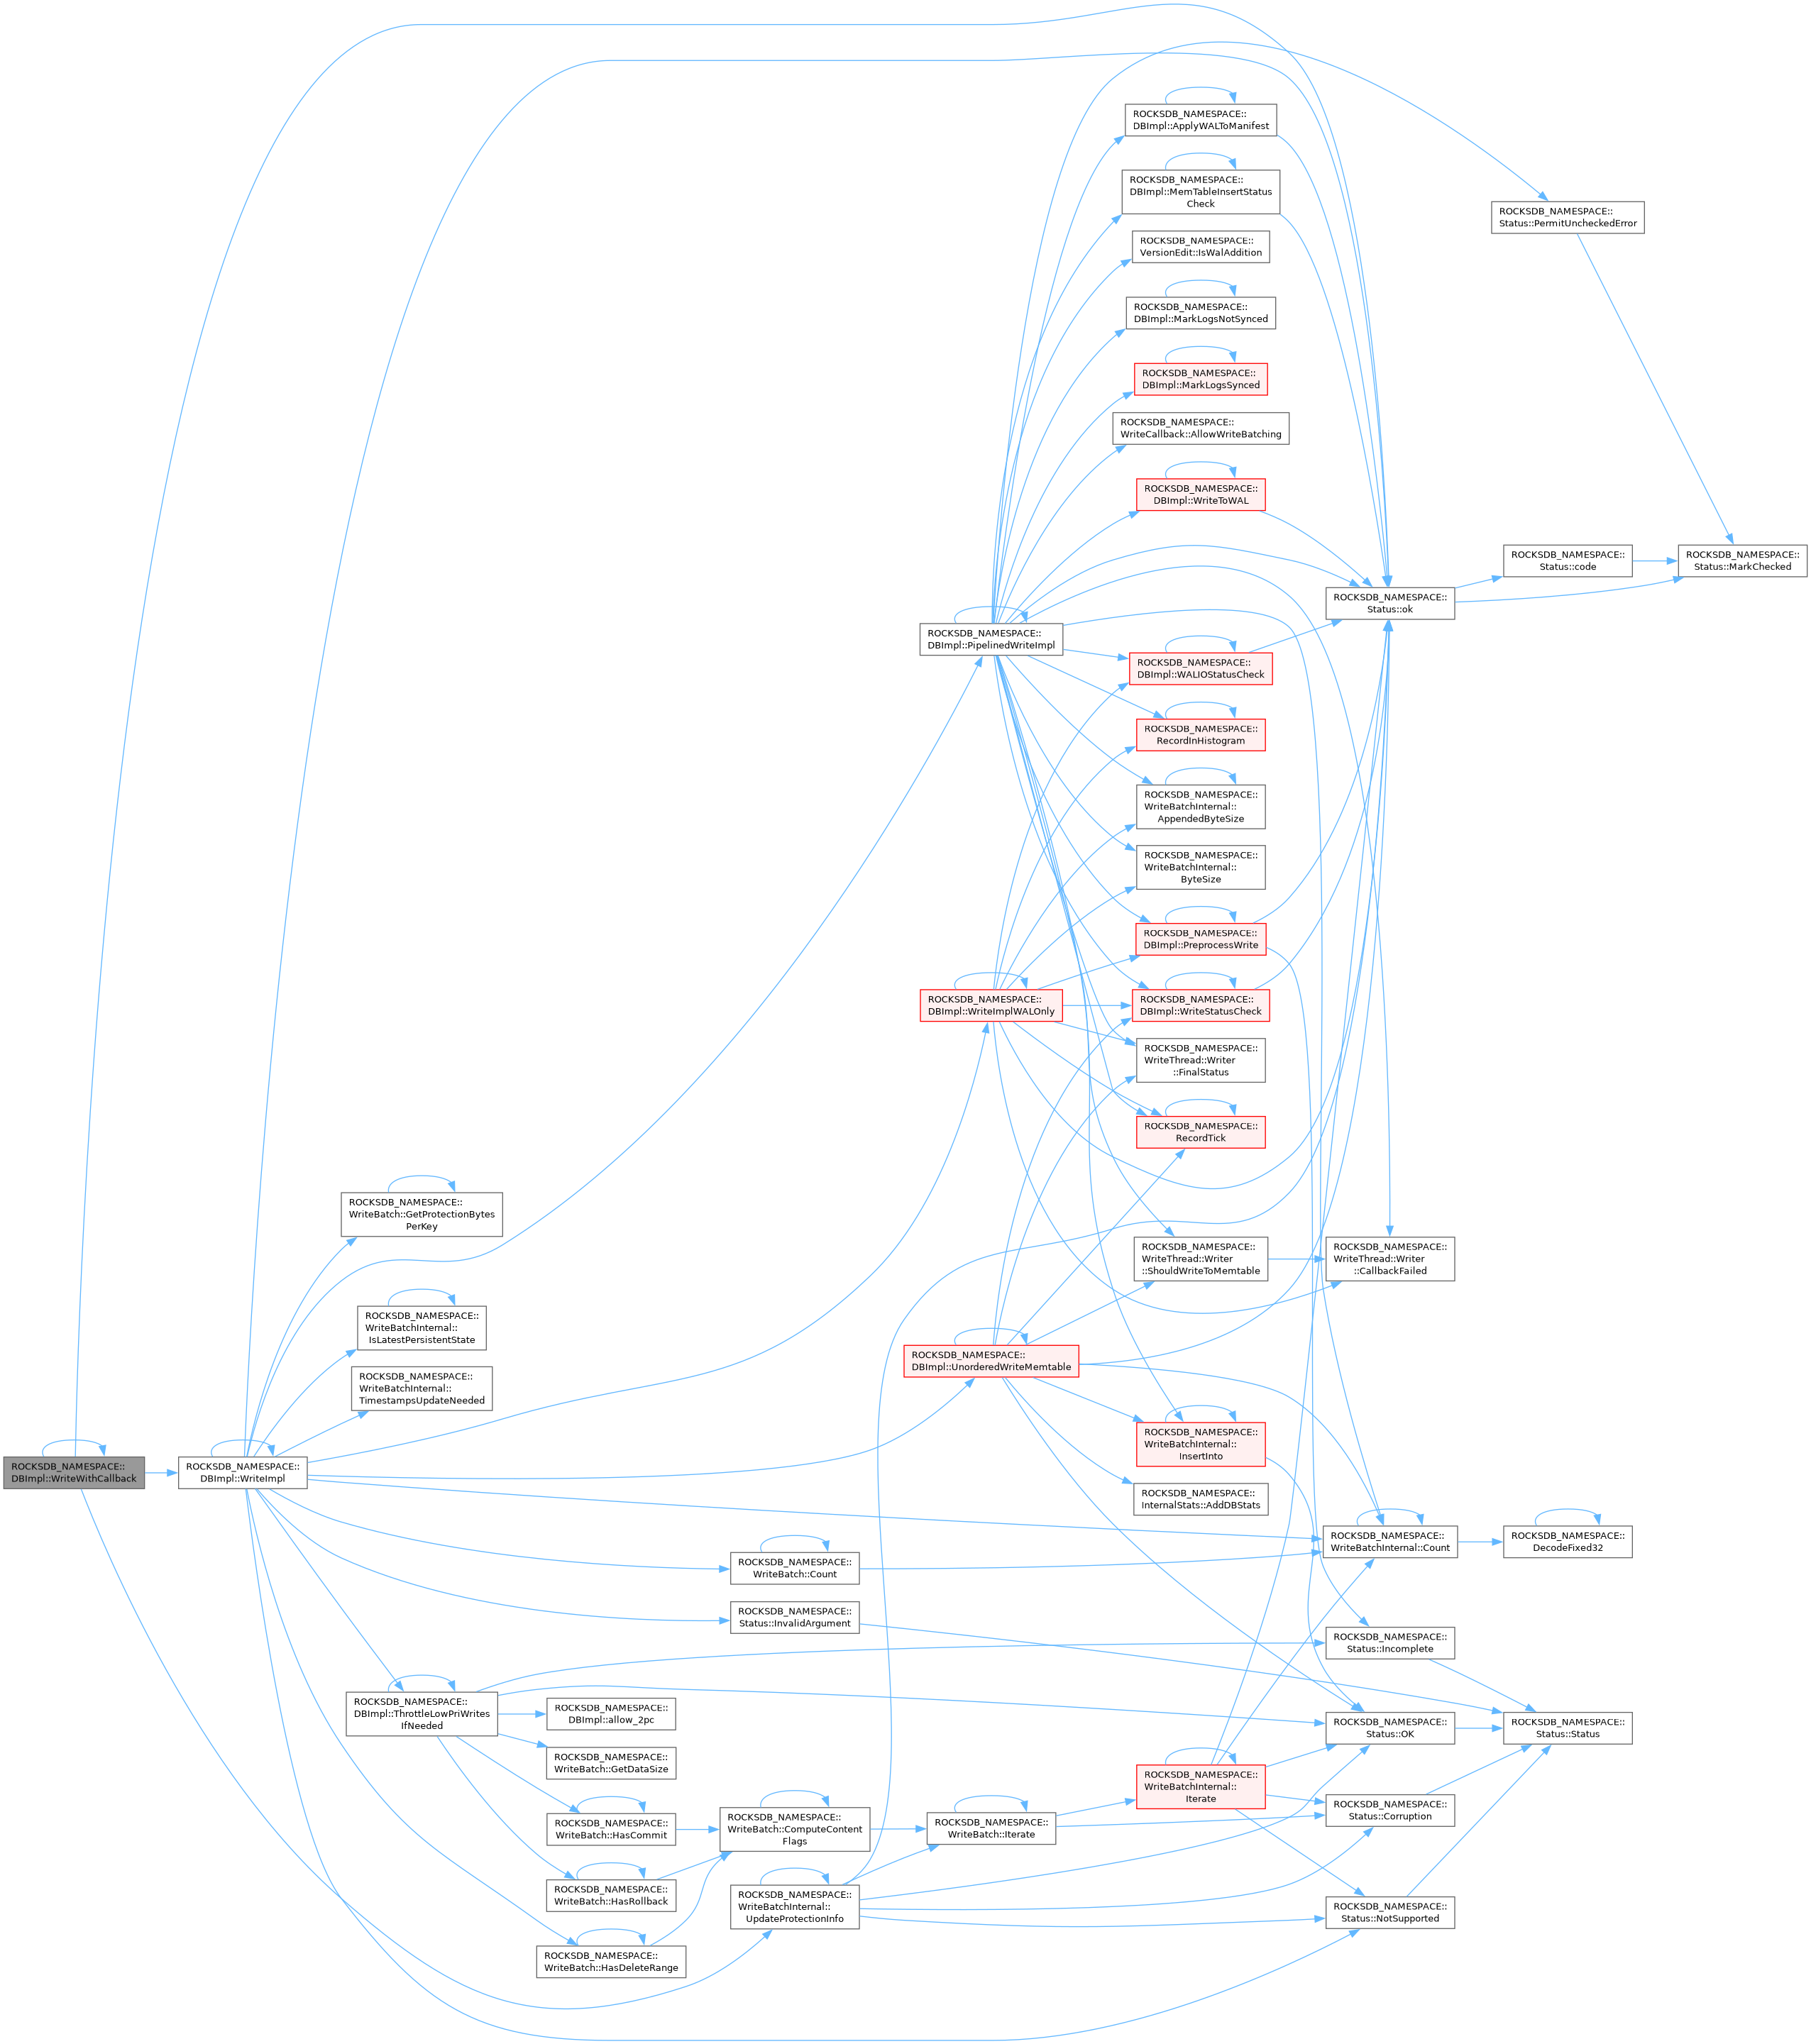 ROCKSDB_NAMESPACE::
DBImpl::WriteWithCallback
ROCKSDB_NAMESPACE::
DBImpl::WriteImpl
ROCKSDB_NAMESPACE::
WriteBatch::GetProtectionBytes
PerKey
ROCKSDB_NAMESPACE::
WriteBatchInternal::
IsLatestPersistentState
ROCKSDB_NAMESPACE::
WriteBatchInternal::
TimestampsUpdateNeeded
ROCKSDB_NAMESPACE::
DBImpl::ThrottleLowPriWrites
IfNeeded
ROCKSDB_NAMESPACE::
DBImpl::allow_2pc
ROCKSDB_NAMESPACE::
WriteBatch::GetDataSize
ROCKSDB_NAMESPACE::
WriteBatch::HasCommit
ROCKSDB_NAMESPACE::
WriteBatch::HasRollback
ROCKSDB_NAMESPACE::
WriteBatch::HasDeleteRange
ROCKSDB_NAMESPACE::
WriteBatch::Count
ROCKSDB_NAMESPACE::
Status::InvalidArgument
ROCKSDB_NAMESPACE::
WriteBatch::ComputeContent
Flags
ROCKSDB_NAMESPACE::
WriteBatchInternal::
UpdateProtectionInfo
ROCKSDB_NAMESPACE::
DBImpl::PipelinedWriteImpl
ROCKSDB_NAMESPACE::
DBImpl::WriteImplWALOnly
ROCKSDB_NAMESPACE::
DBImpl::UnorderedWriteMemtable
ROCKSDB_NAMESPACE::
WriteBatch::Iterate
ROCKSDB_NAMESPACE::
DBImpl::ApplyWALToManifest
ROCKSDB_NAMESPACE::
DBImpl::MemTableInsertStatus
Check
ROCKSDB_NAMESPACE::
VersionEdit::IsWalAddition
ROCKSDB_NAMESPACE::
DBImpl::MarkLogsNotSynced
ROCKSDB_NAMESPACE::
DBImpl::MarkLogsSynced
ROCKSDB_NAMESPACE::
WriteCallback::AllowWriteBatching
ROCKSDB_NAMESPACE::
DBImpl::WriteToWAL
ROCKSDB_NAMESPACE::
DBImpl::WALIOStatusCheck
ROCKSDB_NAMESPACE::
RecordInHistogram
ROCKSDB_NAMESPACE::
WriteBatchInternal::
AppendedByteSize
ROCKSDB_NAMESPACE::
WriteBatchInternal::
ByteSize
ROCKSDB_NAMESPACE::
DBImpl::PreprocessWrite
ROCKSDB_NAMESPACE::
DBImpl::WriteStatusCheck
ROCKSDB_NAMESPACE::
WriteThread::Writer
::FinalStatus
ROCKSDB_NAMESPACE::
RecordTick
ROCKSDB_NAMESPACE::
WriteThread::Writer
::ShouldWriteToMemtable
ROCKSDB_NAMESPACE::
WriteBatchInternal::
InsertInto
ROCKSDB_NAMESPACE::
InternalStats::AddDBStats
ROCKSDB_NAMESPACE::
WriteBatchInternal::
Iterate
ROCKSDB_NAMESPACE::
Status::ok
ROCKSDB_NAMESPACE::
WriteThread::Writer
::CallbackFailed
ROCKSDB_NAMESPACE::
WriteBatchInternal::Count
ROCKSDB_NAMESPACE::
Status::Incomplete
ROCKSDB_NAMESPACE::
Status::OK
ROCKSDB_NAMESPACE::
Status::Corruption
ROCKSDB_NAMESPACE::
Status::NotSupported
ROCKSDB_NAMESPACE::
Status::PermitUncheckedError
ROCKSDB_NAMESPACE::
Status::code
ROCKSDB_NAMESPACE::
Status::MarkChecked
ROCKSDB_NAMESPACE::
DecodeFixed32
ROCKSDB_NAMESPACE::
Status::Status